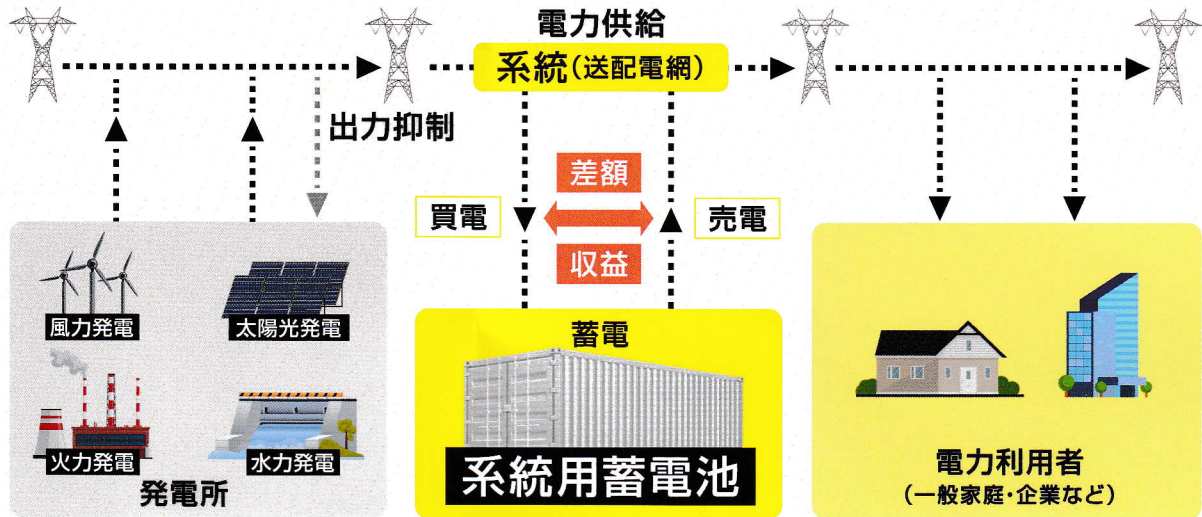 電力供給
系統(送配電網)
出力抑制
差額
買電
売電
収益
風力発電
太陽光発電
火力発電
水力発電
発電所
蓄電
系統用蓄電池
電力利用者
(一般家庭・企業など)